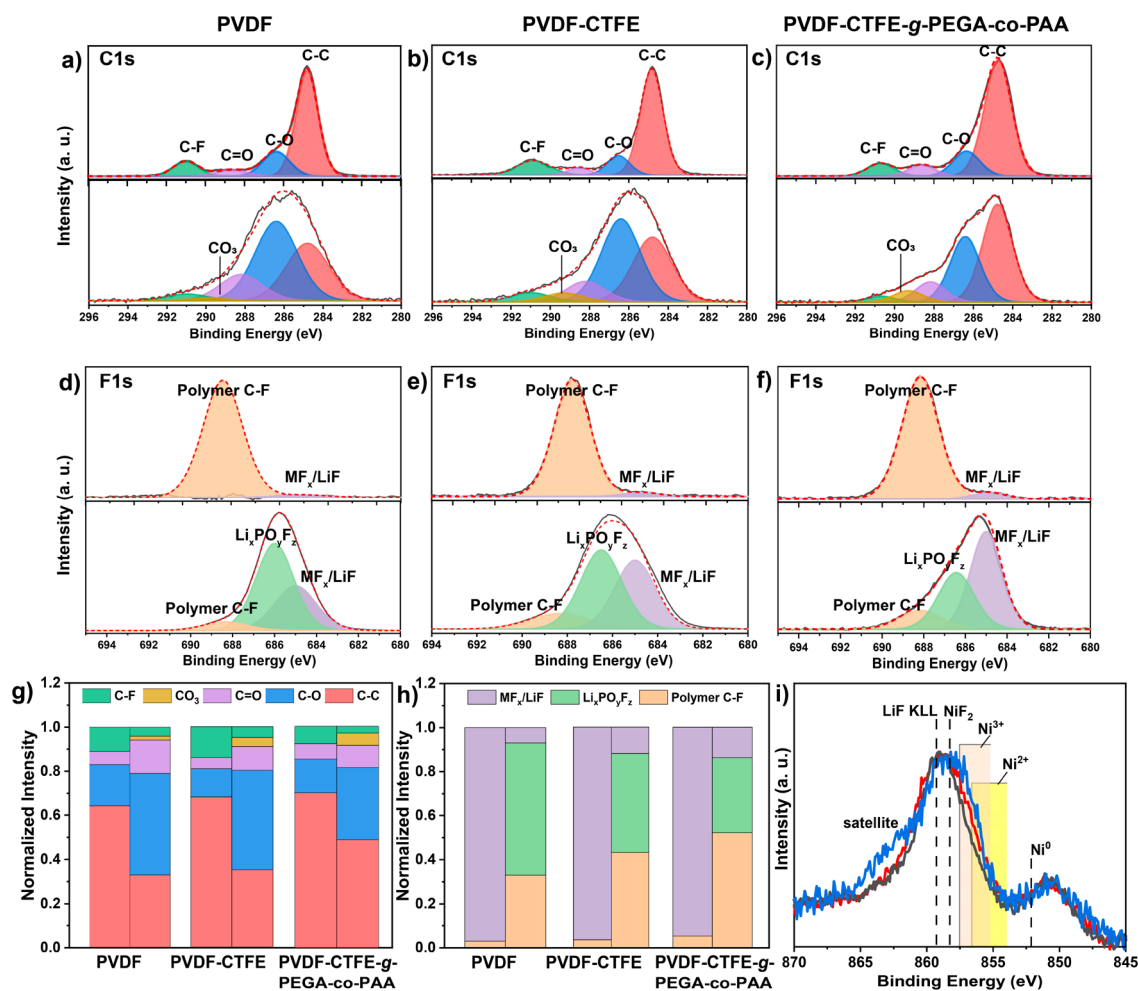 PVDF
PVDF-CTFE
PVDF-CTFE-g-PEGA-co-PAA
a)
C1s
C-C
C-F
C=O
C-O
CO₃
296 294 292 290 288 286 284 282 280
Binding Energy (eV)
Intensity (a. u.)
b)
C1s
C-C
C-F
C=O
C-O
CO₃
296 294 292 290 288 286 284 282 280
Binding Energy (eV)
c)
C1s
C-C
C-F
C=O
C-O
CO₃
296 294 292 290 288 286 284 282 280
Binding Energy (eV)
d)
F1s
Polymer C-F
MFₓ/LiF
LiₓPO_yF_z
MFₓ/LiF
Polymer C-F
694 692 690 688 686 684 682 680
Binding Energy (eV)
Intensity (a. u.)
e)
F1s
Polymer C-F
MFₓ/LiF
LiₓPO_yF_z
MFₓ/LiF
Polymer C-F
694 692 690 688 686 684 682 680
Binding Energy (eV)
f)
F1s
Polymer C-F
MFₓ/LiF
LiₓPO_yF_z
MFₓ/LiF
Polymer C-F
694 692 690 688 686 684 682 680
Binding Energy (eV)
g)
C-F CO₃ C=O C-O C-C
1.2
1.0
0.8
0.6
0.4
0.2
0.0
Normalized Intensity
PVDF PVDF-CTFE PVDF-CTFE-g-
PEGA-co-PAA
h)
MFₓ/LiF LiₓPO_yF_z Polymer C-F
1.2
1.0
0.8
0.6
0.4
0.2
0.0
Normalized Intensity
PVDF PVDF-CTFE PVDF-CTFE-g-
PEGA-co-PAA
i)
LiF KLL NiF₂
Ni³⁺
Ni²⁺
satellite
Ni⁰
870 865 860 855 850 845
Binding Energy (eV)
Intensity (a. u.)